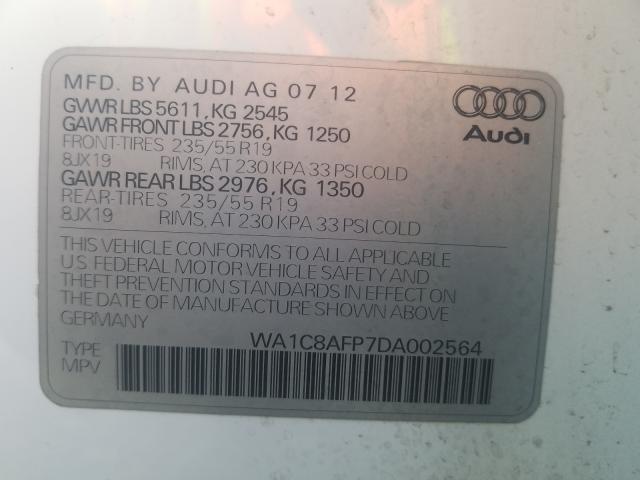 MFD. BY AUDI AG 07 12
GVWR LBS 5611, KG 2545
GAWR FRONT LBS 2756, KG 1250
FRONT-TIRES 235/55 R19
8JX19 RIMS, AT 230 KPA 33 PSI COLD
GAWR REAR LBS 2976, KG 1350
REAR-TIRES 235/55 R19
8JX19 RIMS, AT 230 KPA 33 PSI COLD
Audi
THIS VEHICLE CONFORMS TO ALL APPLICABLE
U.S. FEDERAL MOTOR VEHICLE SAFETY AND
THEFT PREVENTION STANDARDS IN EFFECT ON
THE DATE OF MANUFACTURE SHOWN ABOVE
GERMANY
WA1C8AFP7DA002564
TYPE
MPV